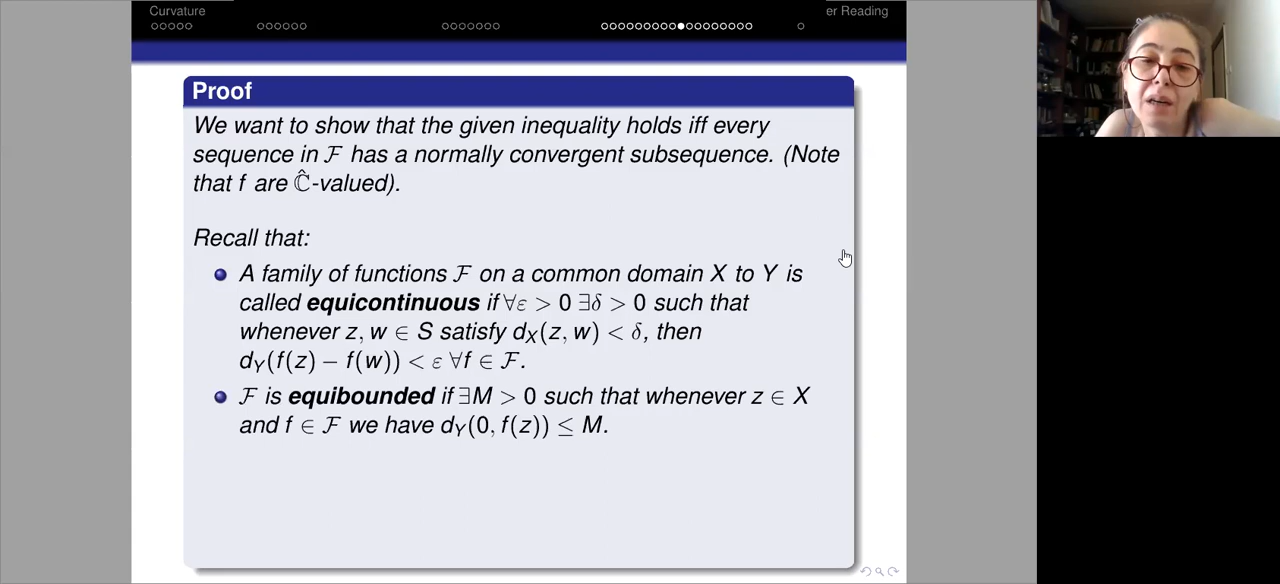 Curvature
er Reading
Proof
We want to show that the given inequality holds iff every
sequence in ℱ has a normally convergent subsequence. (Note
that f are Ĉ-valued).
Recall that:
A family of functions ℱ on a common domain X to Y is
called equicontinuous if ∀ε > 0 ∃δ > 0 such that
whenever z, w ∈ S satisfy d_X(z, w) < δ, then
d_Y(f(z) − f(w)) < ε ∀f ∈ ℱ.
ℱ is equibounded if ∃M > 0 such that whenever z ∈ X
and f ∈ ℱ we have d_Y(0, f(z)) ≤ M.